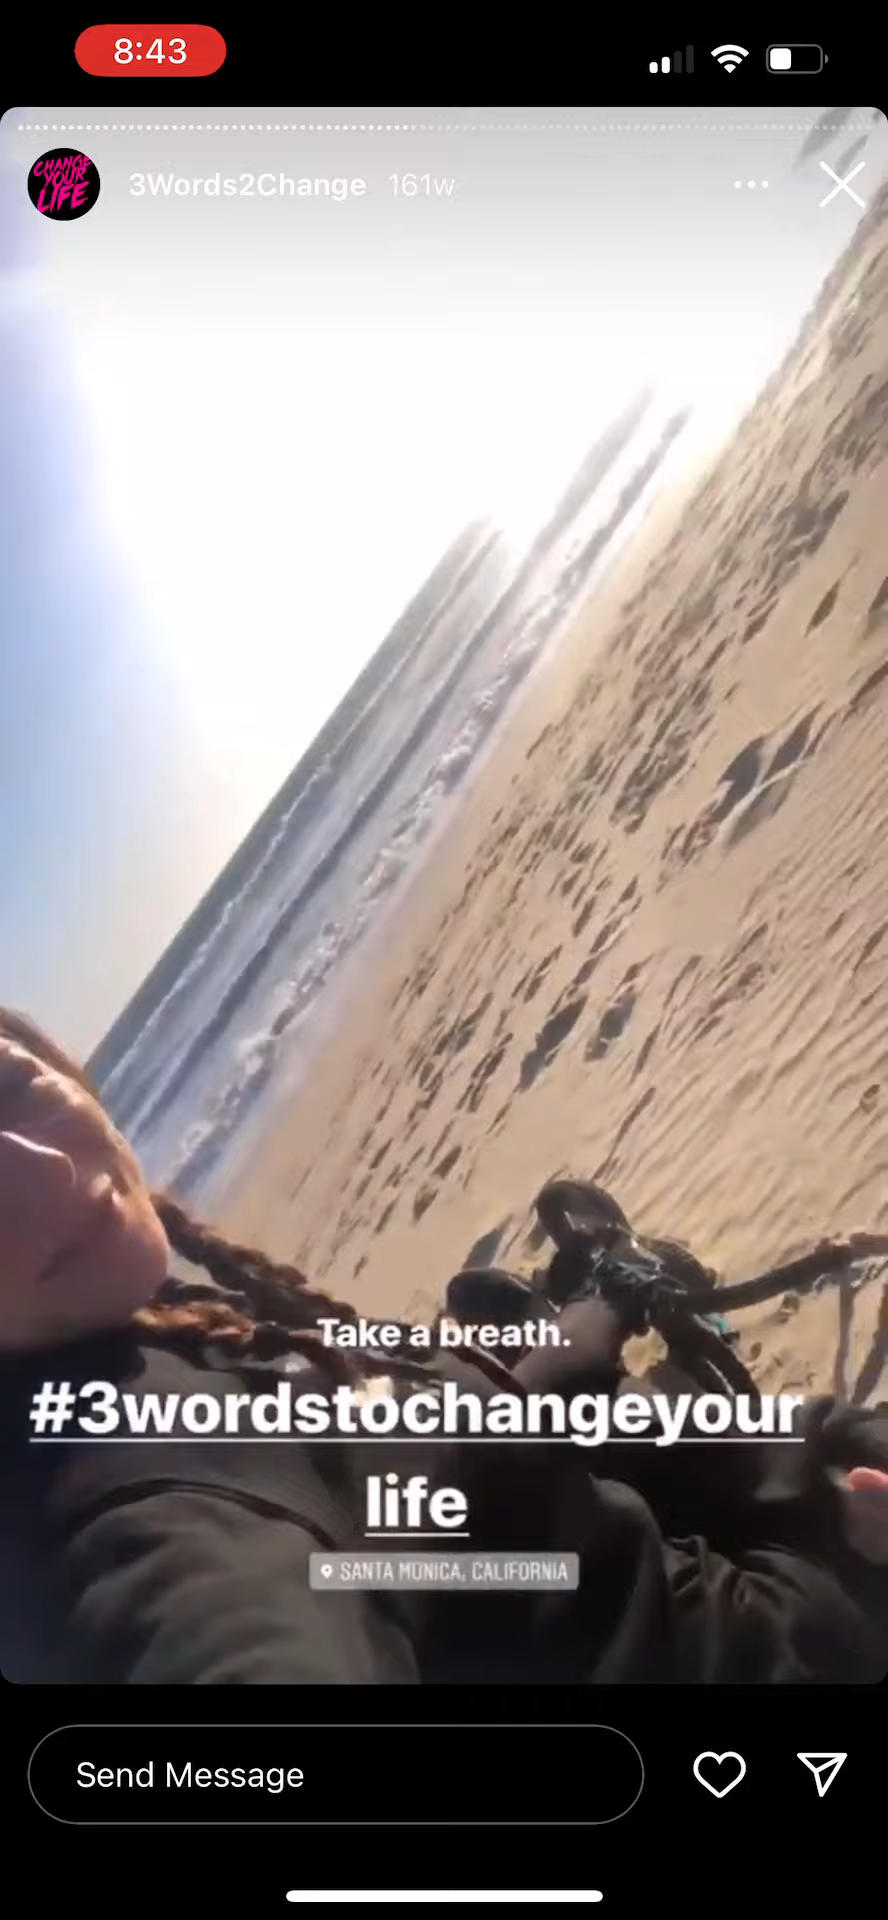 8:43
CHANGE
YOUR
LIFE
3Words2Change 161w
Take a breath.
#3wordstochangeyour
life
SANTA MONICA, CALIFORNIA
Send Message